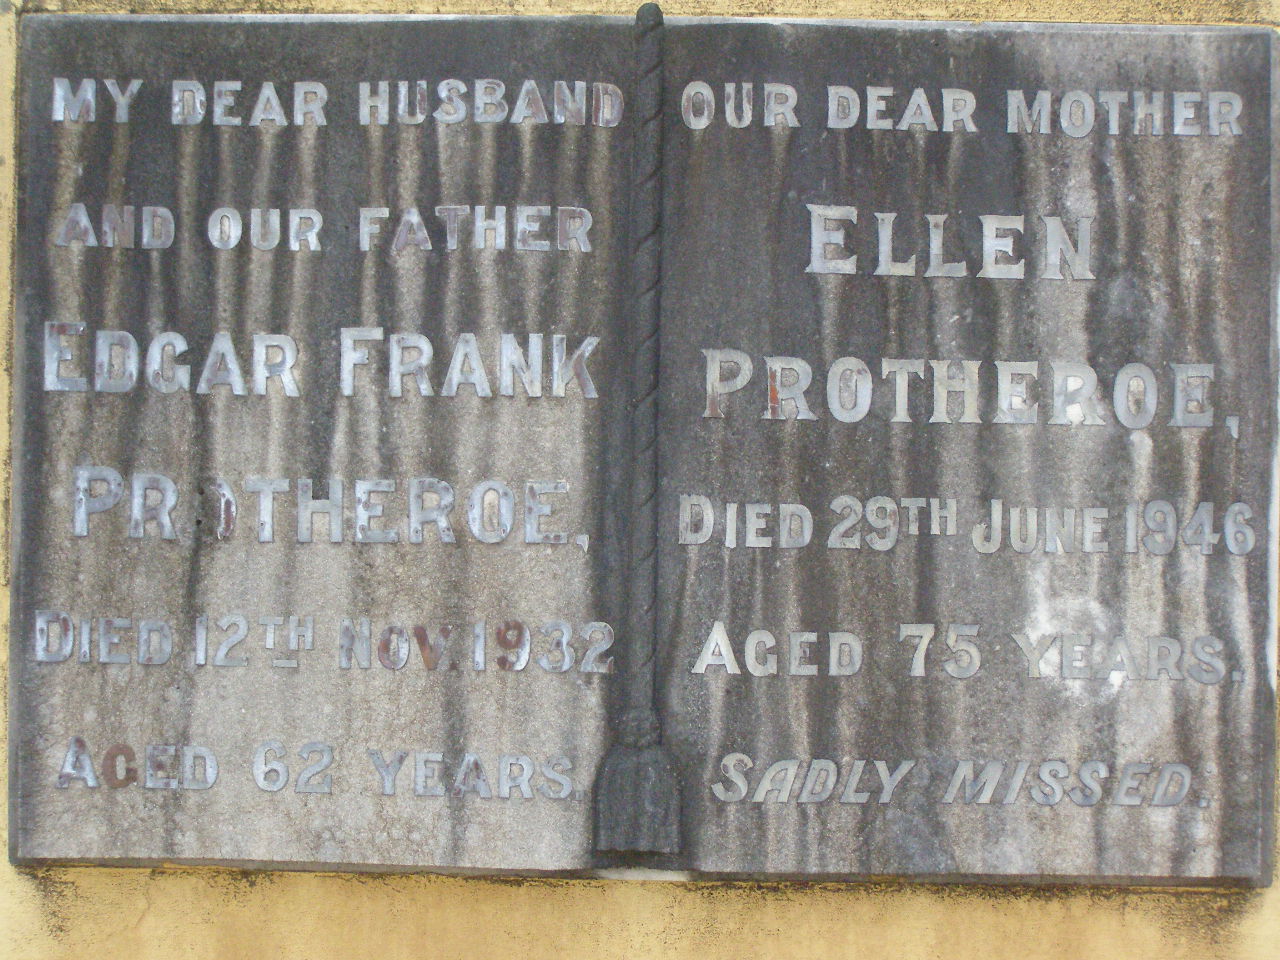 MY DEAR HUSBAND
AND OUR FATHER
EDGAR FRANK
PROTHEROE,
DIED 12TH NOV. 1932
AGED 62 YEARS.
OUR DEAR MOTHER
ELLEN
PROTHEROE,
DIED 29TH JUNE 1946
AGED 75 YEARS.
SADLY MISSED.